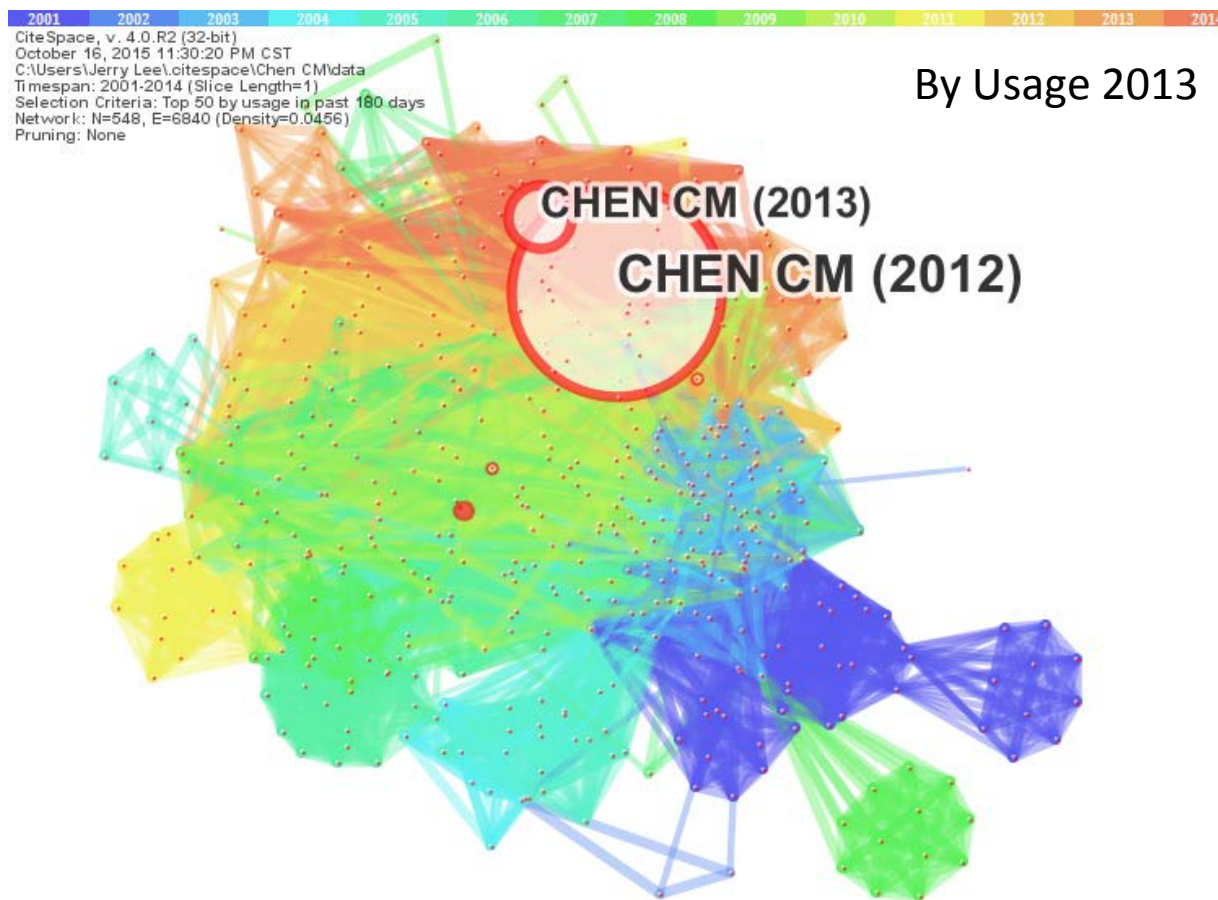 2001 2002 2003 2004 2005 2006 2007 2008 2009 2010 2011 2012 2013 2014
CiteSpace, v. 4.0.R2 (32-bit)
October 16, 2015 11:30:20 PM CST
C:\Users\Jerry Lee\.citespace\Chen CM\data
Timespan: 2001-2014 (Slice Length=1)
Selection Criteria: Top 50 by usage in past 180 days
Network: N=548, E=6840 (Density=0.0456)
Pruning: None
By Usage 2013
CHEN CM (2013)
CHEN CM (2012)